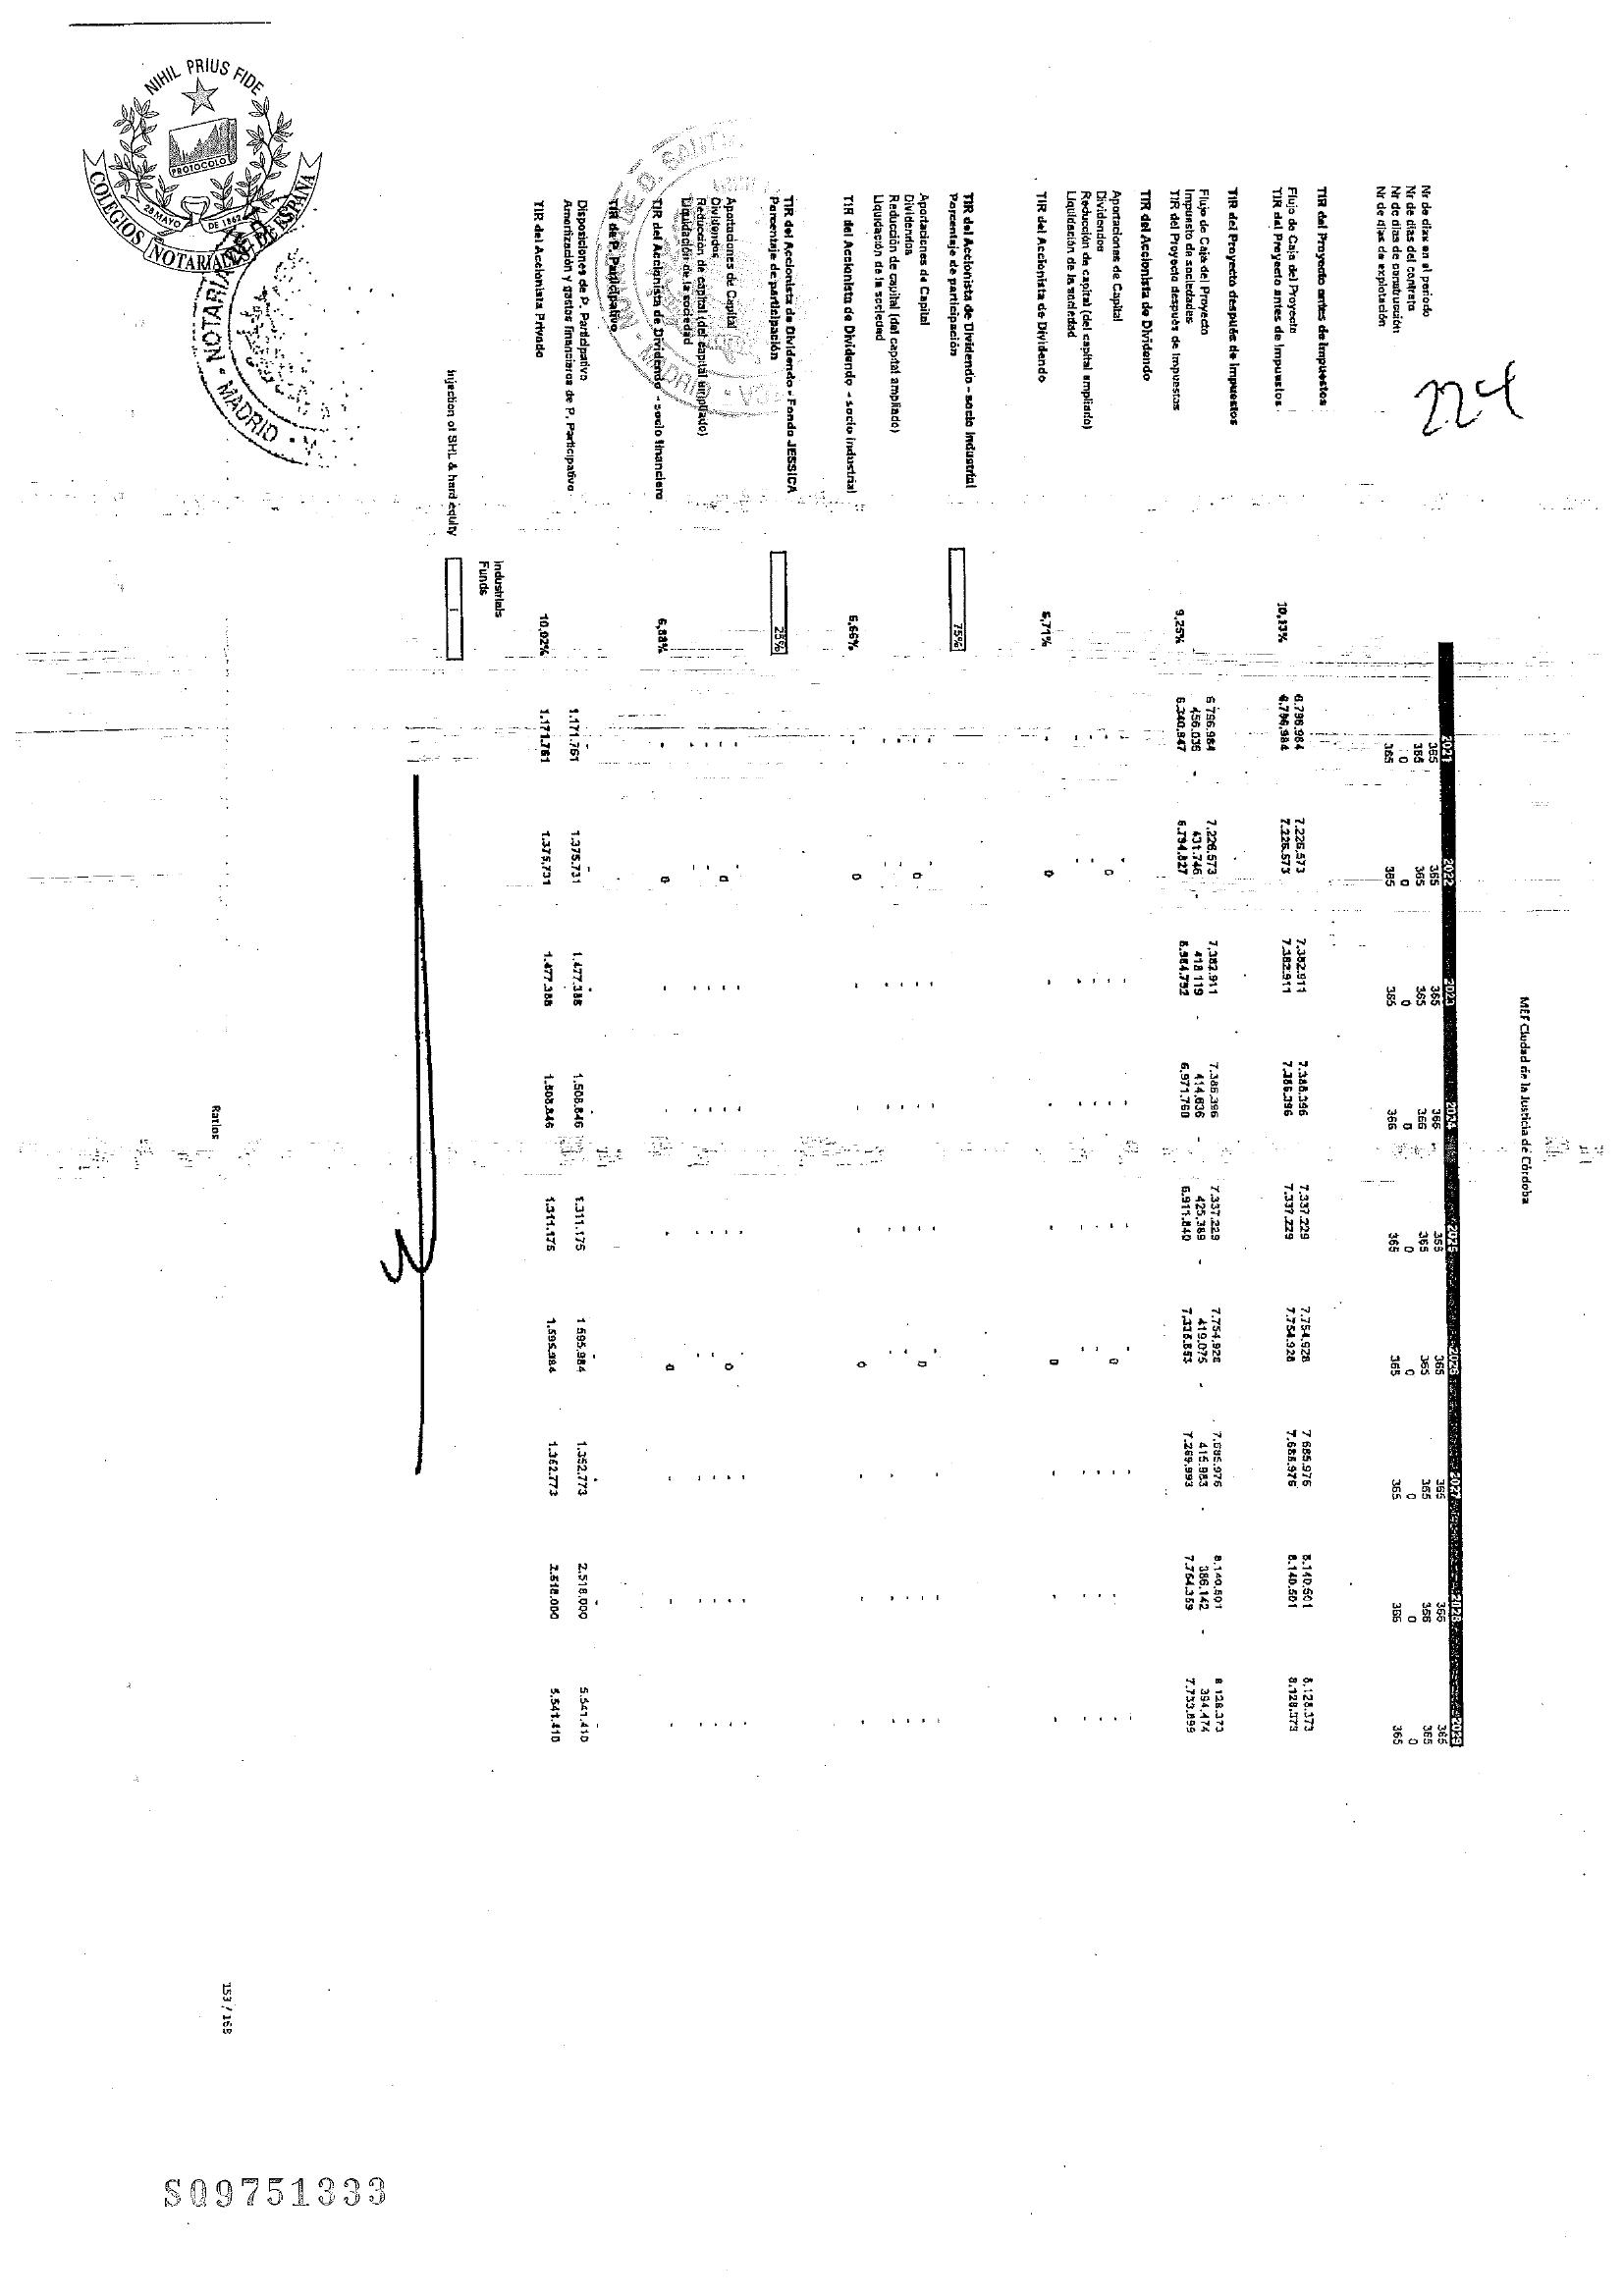 224
MEF Ciudad de la Justicia de Córdoba
2021 2022 2023 2024 2025 2026 2027 2028 2029
Nr de dias en el periodo 365 365 365 366 365 365 365 366 365
Nr de dias del contrato 365 365 365 366 365 365 365 366 365
Nr de dias de construcción 0 0 0 0 0 0 0 0 0
Nr de dias de explotación 365 365 365 366 365 365 365 366 365
TIR del Proyecto antes de Impuestos
Flujo de Caja del Proyecto 6.796.984 7.226.573 7.382.911 7.386.396 7.337.229 7.754.928 7.685.976 8.140.501 8.128.373
TIR del Proyecto antes de Impuestos 10,13% 6.796.984 7.226.573 7.382.911 7.386.396 7.337.229 7.754.928 7.685.976 8.140.501 8.128.373
TIR del Proyecto después de Impuestos
Flujo de Caja del Proyecto 6.796.984 7.226.573 7.382.911 7.386.396 7.337.229 7.754.928 7.685.976 8.140.501 8.128.373
Impuesto de sociedades 456.036 431.746 418.119 414.636 425.389 419.075 415.983 386.142 394.474
TIR del Proyecto después de Impuestos 9,25% 6.340.947 6.794.827 6.964.792 6.971.760 6.911.840 7.335.853 7.269.993 7.754.359 7.733.899
TIR del Accionista de Dividendo
Aportaciones de Capital
Dividendos 0 0
Reducción de capital (del capital ampliado)
Liquidación de la sociedad
TIR del Accionista de Dividendo 6,71% 0 0
TIR del Accionista de Dividendo - socio industrial
Porcentaje de participación 75%
Aportaciones de Capital
Dividendos 0 0
Reducción de capital (del capital ampliado)
Liquidación de la sociedad
TIR del Accionista de Dividendo - socio industrial 6,66% 0 0
TIR del Accionista de Dividendo - Fondo JESSICA
Porcentaje de participación 25%
Aportaciones de Capital
Dividendos 0 0
Reducción de capital (del capital ampliado)
Liquidación de la sociedad
TIR del Accionista de Dividendo - socio financiero 6,88% 0 0
TIR de P. Participativo
Disposiciones de P. Participativo
Amortización y gastos financieros de P. Participativo 1.171.761 1.375.731 1.477.388 1.508.846 1.311.175 1.595.984 1.352.773 2.518.000 5.541.410
TIR del Accionista Privado 10,02% 1.171.761 1.375.731 1.477.388 1.508.846 1.311.175 1.595.984 1.352.773 2.518.000 5.541.410
Industrials
Funds
Injection of SHL & hard equity 1
Ratios
153 / 168
NIHIL PRIUS FIDE
PROTOCOLO
28 MAYO DE 1862
COLEGIOS NOTARIALES DE ESPAÑA
NOTARIA - MADRID
S09751333